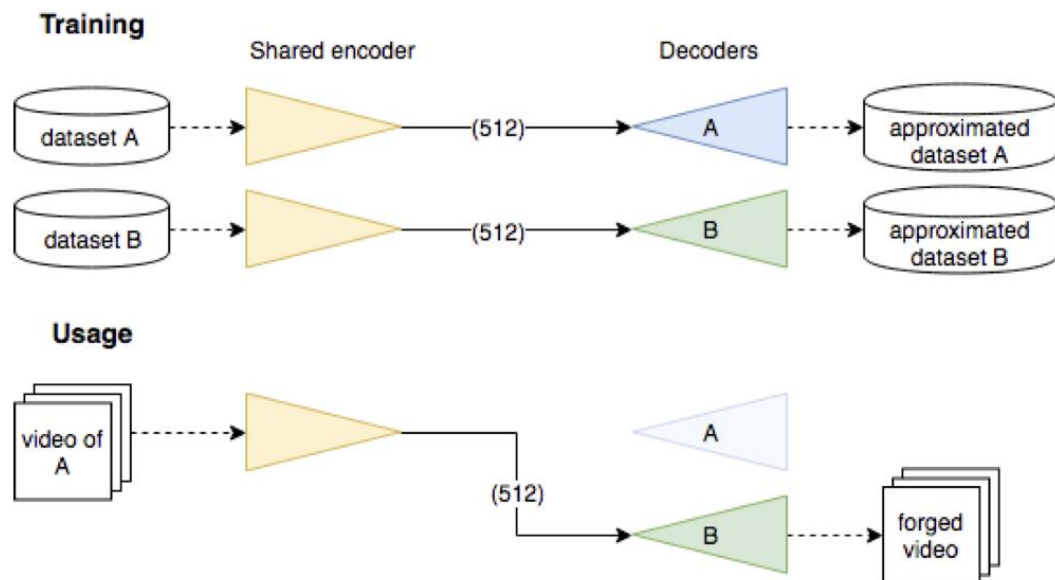 Training
Shared encoder
Decoders
dataset A
(512)
A
approximated
dataset A
dataset B
(512)
B
approximated
dataset B
Usage
video of
A
(512)
A
B
forged
video